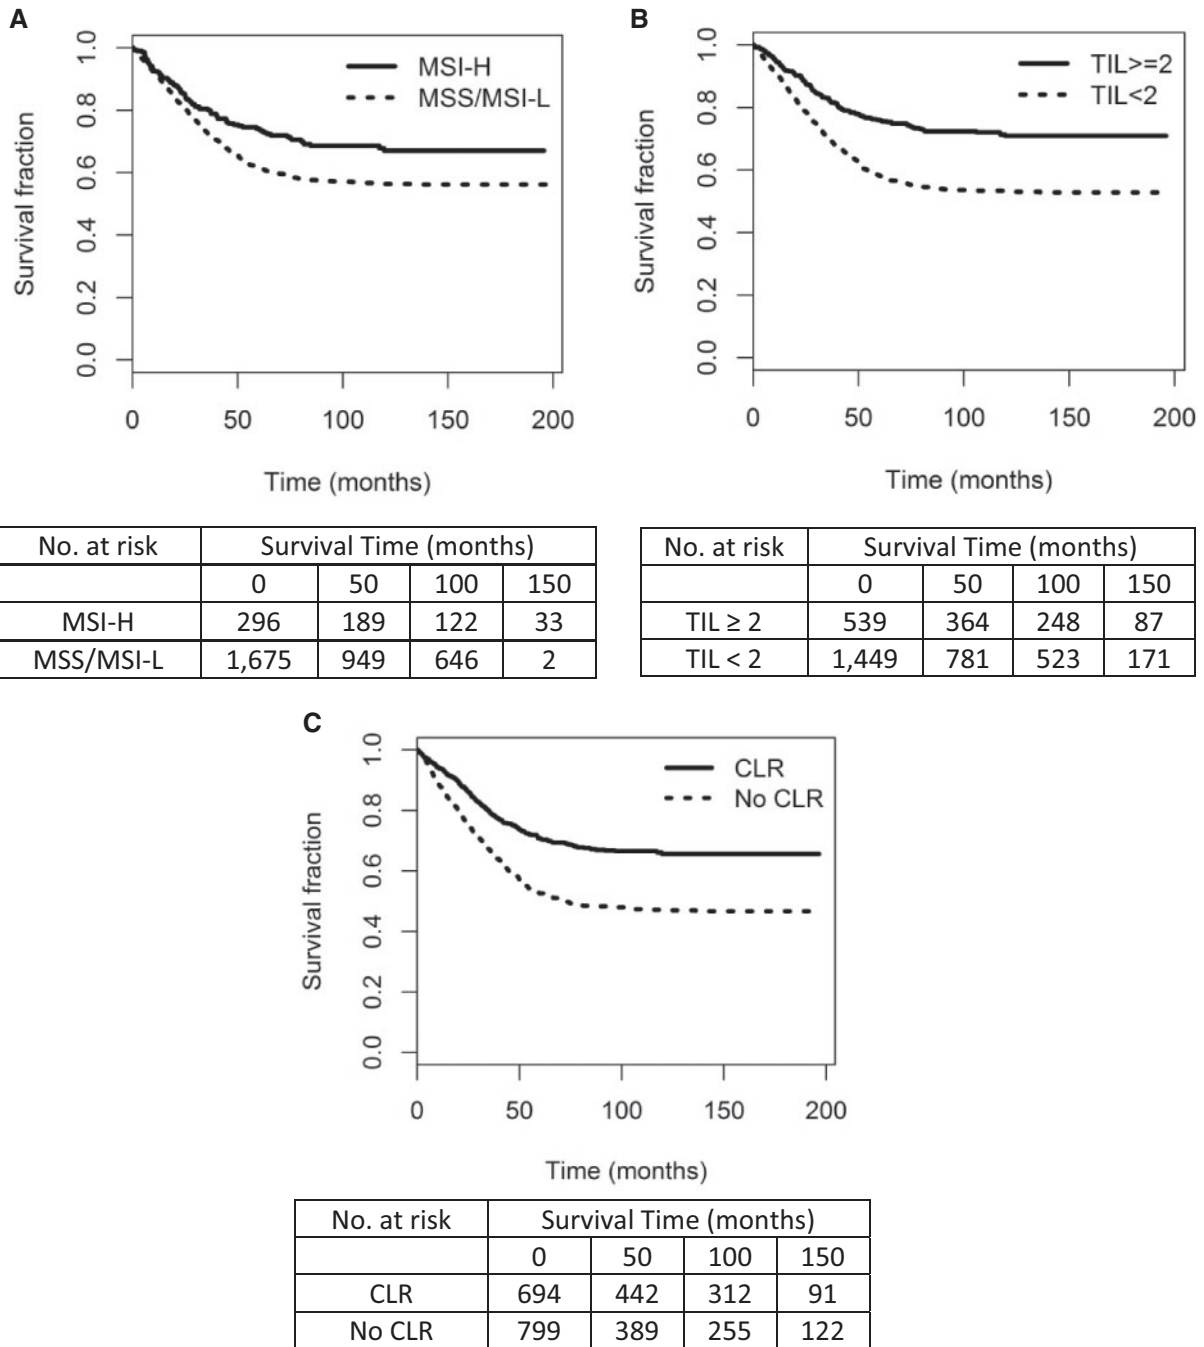 A
MSI-H
MSS/MSI-L
Survival fraction
1.0
0.8
0.6
0.4
0.2
0.0
0 50 100 150 200
Time (months)
No. at risk Survival Time (months)
0 50 100 150
MSI-H 296 189 122 33
MSS/MSI-L 1,675 949 646 2
B
TIL>=2
TIL<2
Survival fraction
1.0
0.8
0.6
0.4
0.2
0.0
0 50 100 150 200
Time (months)
No. at risk Survival Time (months)
0 50 100 150
TIL ≥ 2 539 364 248 87
TIL < 2 1,449 781 523 171
C
CLR
No CLR
Survival fraction
1.0
0.8
0.6
0.4
0.2
0.0
0 50 100 150 200
Time (months)
No. at risk Survival Time (months)
0 50 100 150
CLR 694 442 312 91
No CLR 799 389 255 122